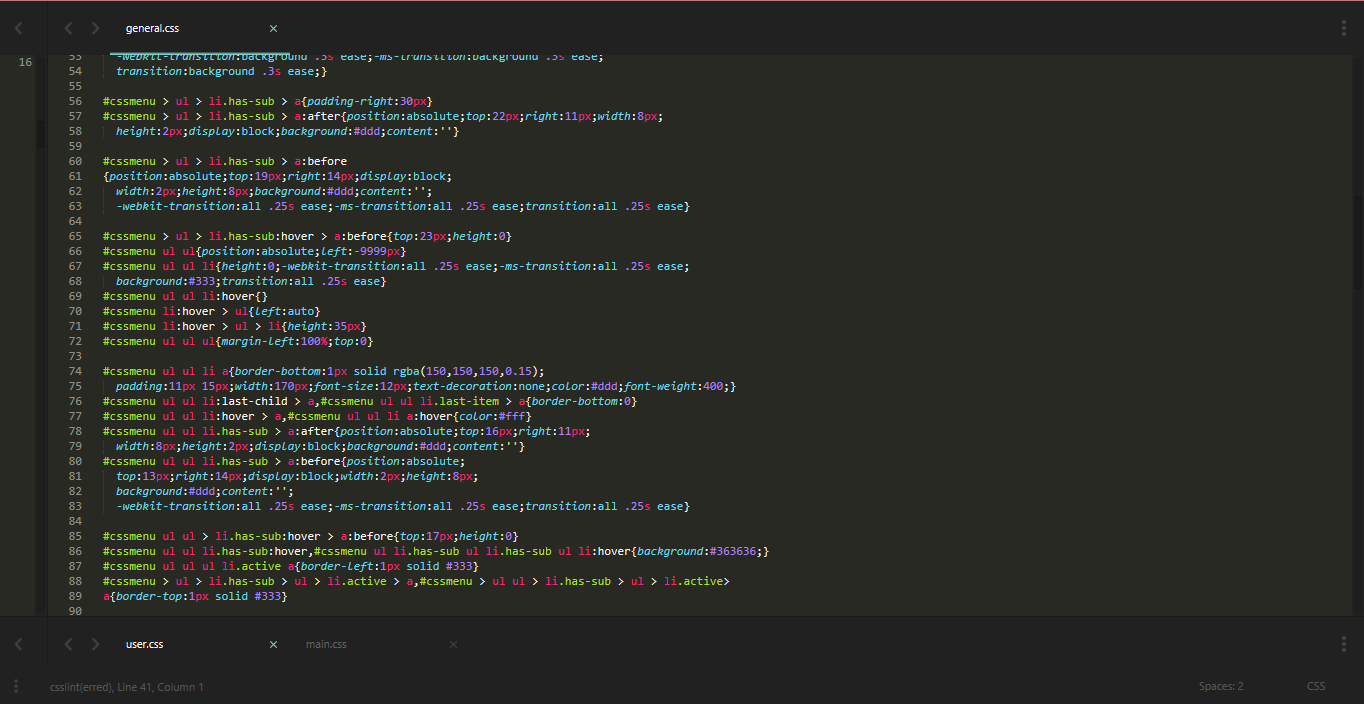 general.css ×
16
53 -webkit-transition:background .3s ease;-ms-transition:background .3s ease;
54 transition:background .3s ease;}
55
56 #cssmenu > ul > li.has-sub > a{padding-right:30px}
57 #cssmenu > ul > li.has-sub > a:after{position:absolute;top:22px;right:11px;width:8px;
58 height:2px;display:block;background:#ddd;content:''}
59
60 #cssmenu > ul > li.has-sub > a:before
61 {position:absolute;top:19px;right:14px;display:block;
62 width:2px;height:8px;background:#ddd;content:'';
63 -webkit-transition:all .25s ease;-ms-transition:all .25s ease;transition:all .25s ease}
64
65 #cssmenu > ul > li.has-sub:hover > a:before{top:23px;height:0}
66 #cssmenu ul ul{position:absolute;left:-9999px}
67 #cssmenu ul ul li{height:0;-webkit-transition:all .25s ease;-ms-transition:all .25s ease;
68 background:#333;transition:all .25s ease}
69 #cssmenu ul ul li:hover{}
70 #cssmenu li:hover > ul{left:auto}
71 #cssmenu li:hover > ul > li{height:35px}
72 #cssmenu ul ul ul{margin-left:100%;top:0}
73
74 #cssmenu ul ul li a{border-bottom:1px solid rgba(150,150,150,0.15);
75 padding:11px 15px;width:170px;font-size:12px;text-decoration:none;color:#ddd;font-weight:400;}
76 #cssmenu ul ul li:last-child > a,#cssmenu ul ul li.last-item > a{border-bottom:0}
77 #cssmenu ul ul li:hover > a,#cssmenu ul ul li a:hover{color:#fff}
78 #cssmenu ul ul li.has-sub > a:after{position:absolute;top:16px;right:11px;
79 width:8px;height:2px;display:block;background:#ddd;content:''}
80 #cssmenu ul ul li.has-sub > a:before{position:absolute;
81 top:13px;right:14px;display:block;width:2px;height:8px;
82 background:#ddd;content:'';
83 -webkit-transition:all .25s ease;-ms-transition:all .25s ease;transition:all .25s ease}
84
85 #cssmenu ul ul > li.has-sub:hover > a:before{top:17px;height:0}
86 #cssmenu ul ul li.has-sub:hover,#cssmenu ul li.has-sub ul li.has-sub ul li:hover{background:#363636;}
87 #cssmenu ul ul ul li.active a{border-left:1px solid #333}
88 #cssmenu > ul > li.has-sub > ul > li.active > a,#cssmenu > ul ul > li.has-sub > ul > li.active>
89 a{border-top:1px solid #333}
90
user.css × main.css ×
csslint(erred), Line 41, Column 1 Spaces: 2 CSS